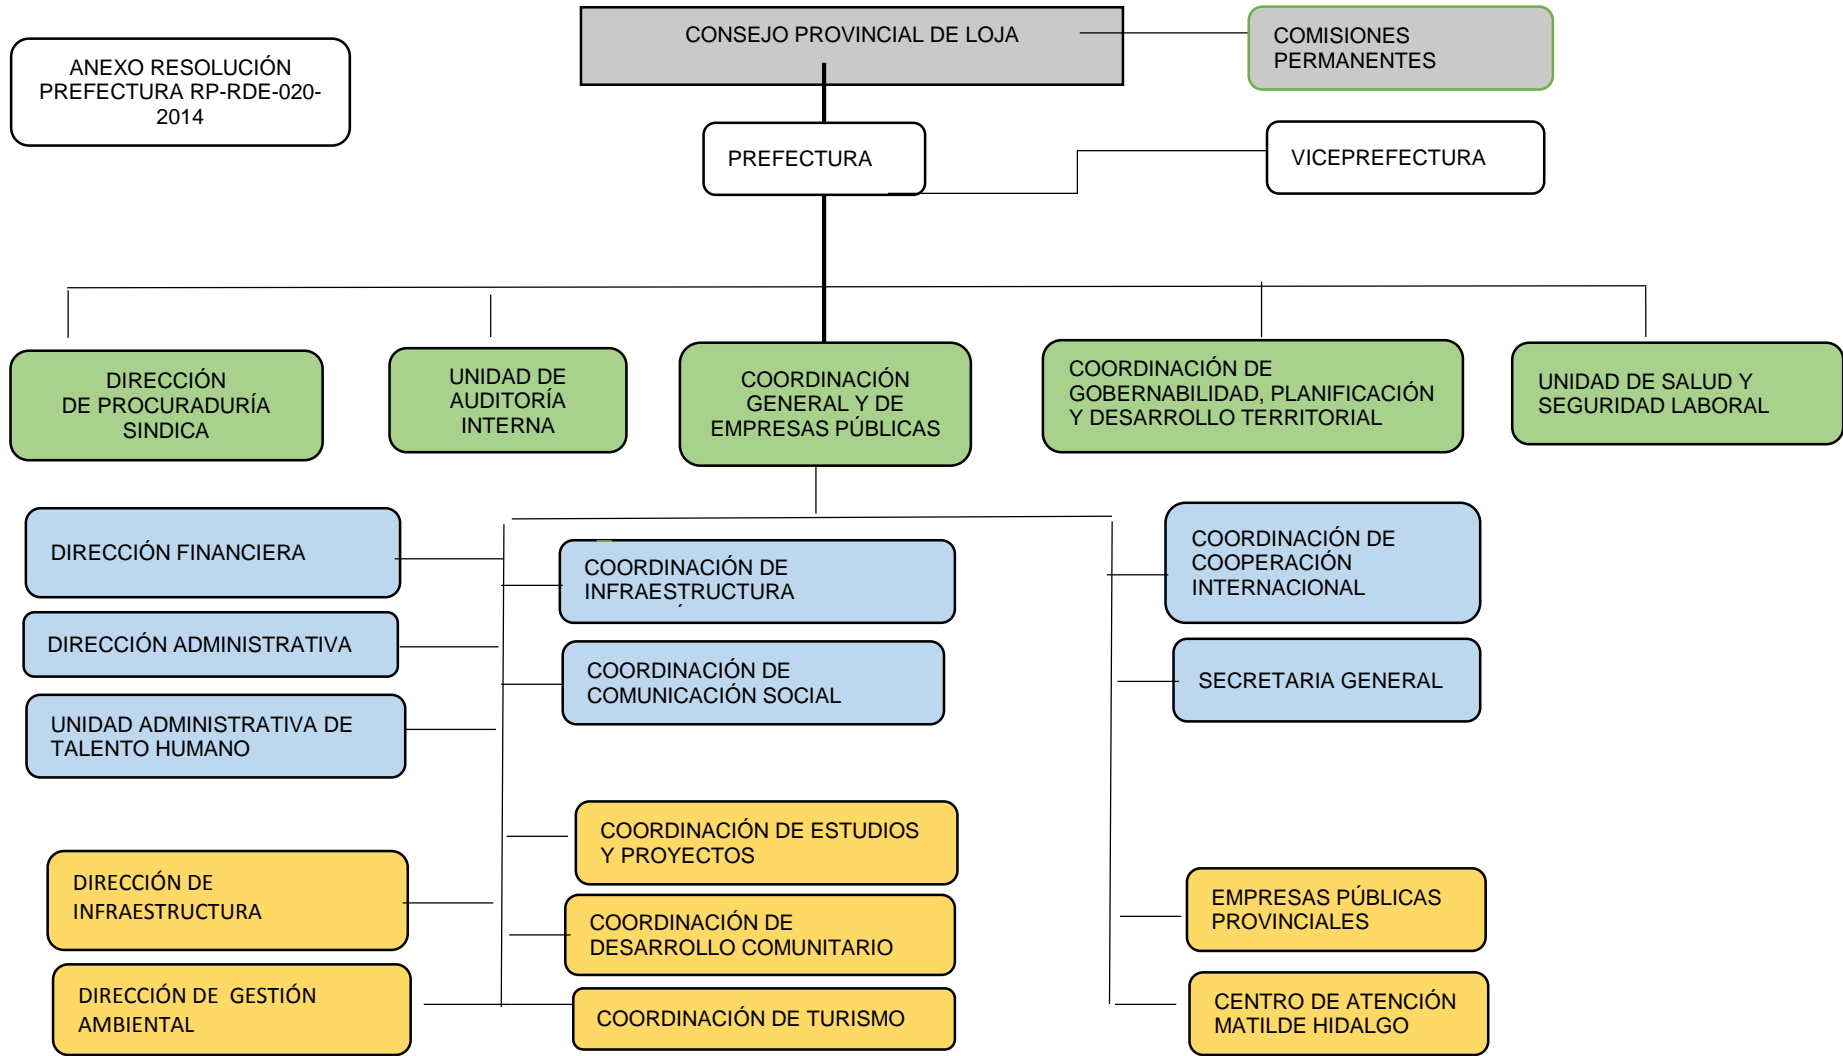 CONSEJO PROVINCIAL DE LOJA
COMISIONES
PERMANENTES
ANEXO RESOLUCIÓN
PREFECTURA RP-RDE-020-
2014
PREFECTURA
VICEPREFECTURA
DIRECCIÓN
DE PROCURADURÍA
SINDICA
UNIDAD DE
AUDITORÍA
INTERNA
COORDINACIÓN
GENERAL Y DE
EMPRESAS PÚBLICAS
COORDINACIÓN DE
GOBERNABILIDAD, PLANIFICACIÓN
Y DESARROLLO TERRITORIAL
UNIDAD DE SALUD Y
SEGURIDAD LABORAL
DIRECCIÓN FINANCIERA
COORDINACIÓN DE
INFRAESTRUCTURA
COORDINACIÓN DE
COOPERACIÓN
INTERNACIONAL
DIRECCIÓN ADMINISTRATIVA
COORDINACIÓN DE
COMUNICACIÓN SOCIAL
SECRETARIA GENERAL
UNIDAD ADMINISTRATIVA DE
TALENTO HUMANO
COORDINACIÓN DE ESTUDIOS
Y PROYECTOS
DIRECCIÓN DE
INFRAESTRUCTURA
EMPRESAS PÚBLICAS
PROVINCIALES
COORDINACIÓN DE
DESARROLLO COMUNITARIO
DIRECCIÓN DE  GESTIÓN
AMBIENTAL
COORDINACIÓN DE TURISMO
CENTRO DE ATENCIÓN
MATILDE HIDALGO